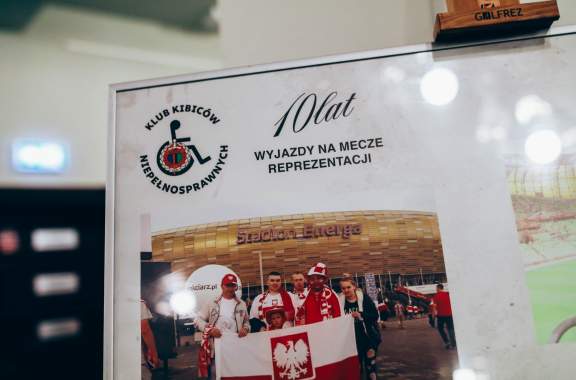 GOLFREZ
KLUB KIBICÓW
NIEPEŁNOSPRAWNYCH
10 lat
WYJAZDY NA MECZE
REPREZENTACJI
Stadion Energa